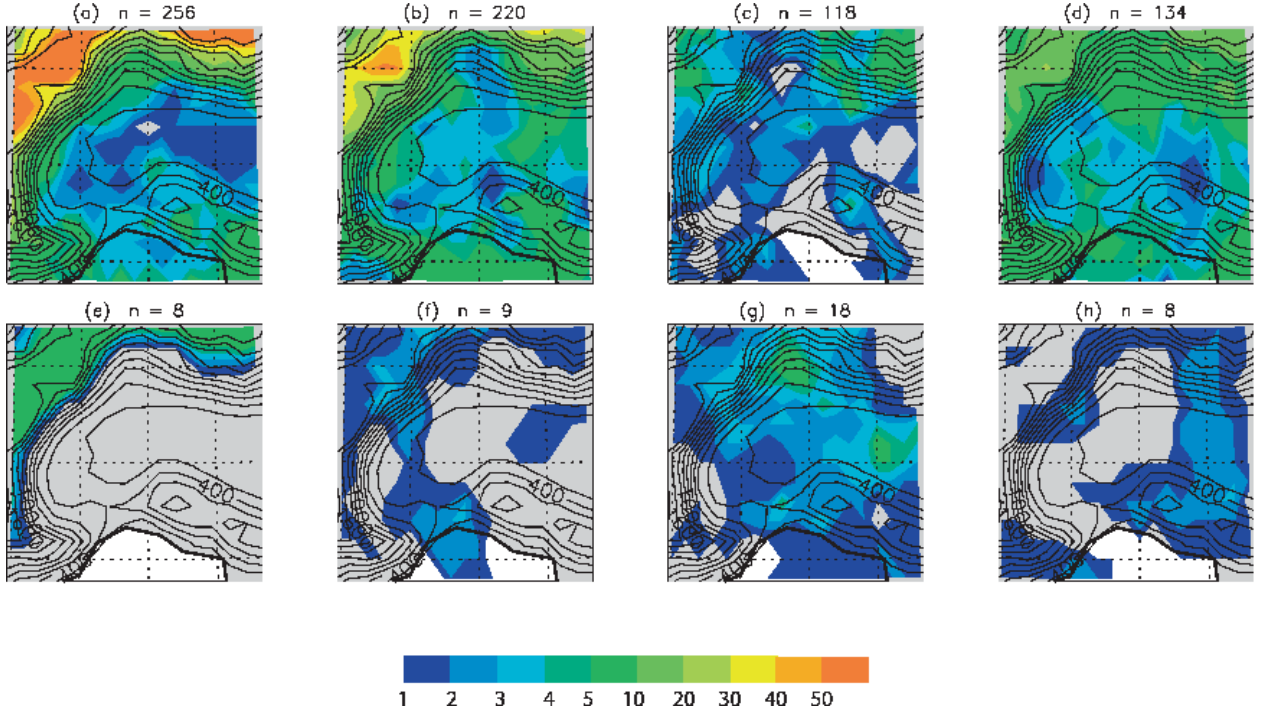 (a) n = 256
(b) n = 220
(c) n = 118
(d) n = 134
400
400
400
400
(e) n = 8
(f) n = 9
(g) n = 18
(h) n = 8
400
400
400
400
1 2 3 4 5 10 20 30 40 50